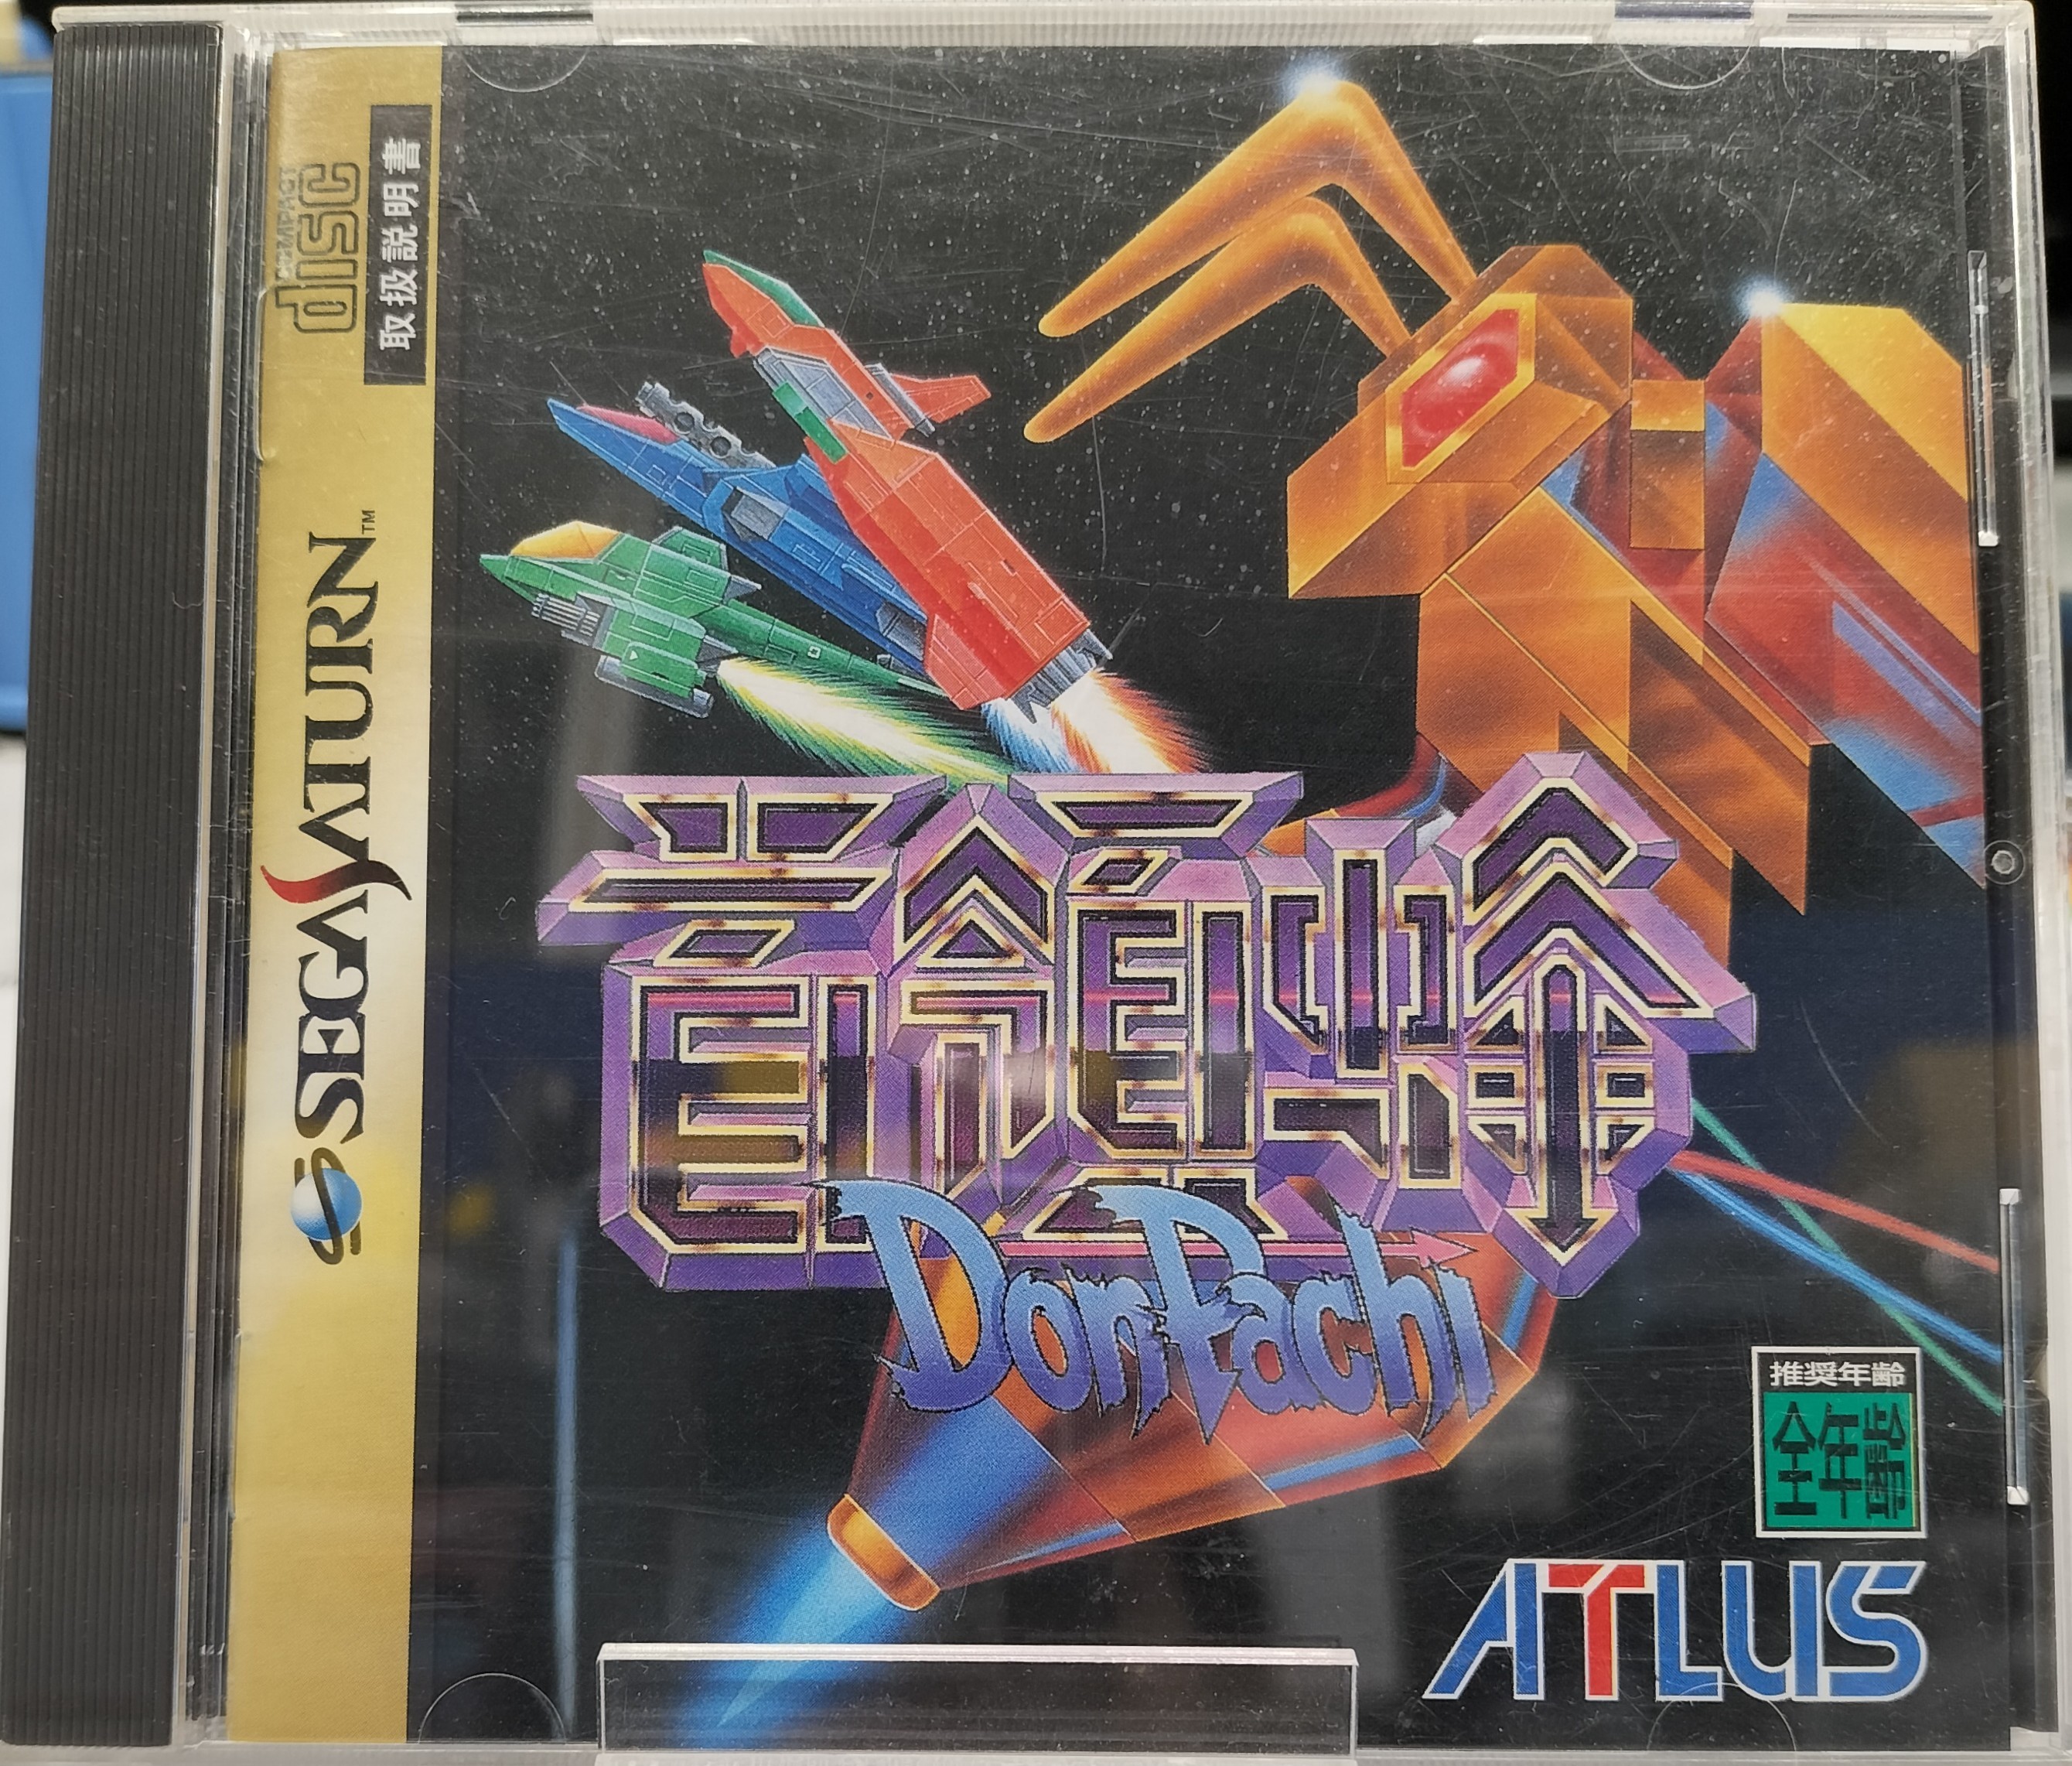 COMPACT
disc
取扱説明書
SEGA SATURN™
首領蜂
DonPachi
推奨年齢
全年齢
ATLUS